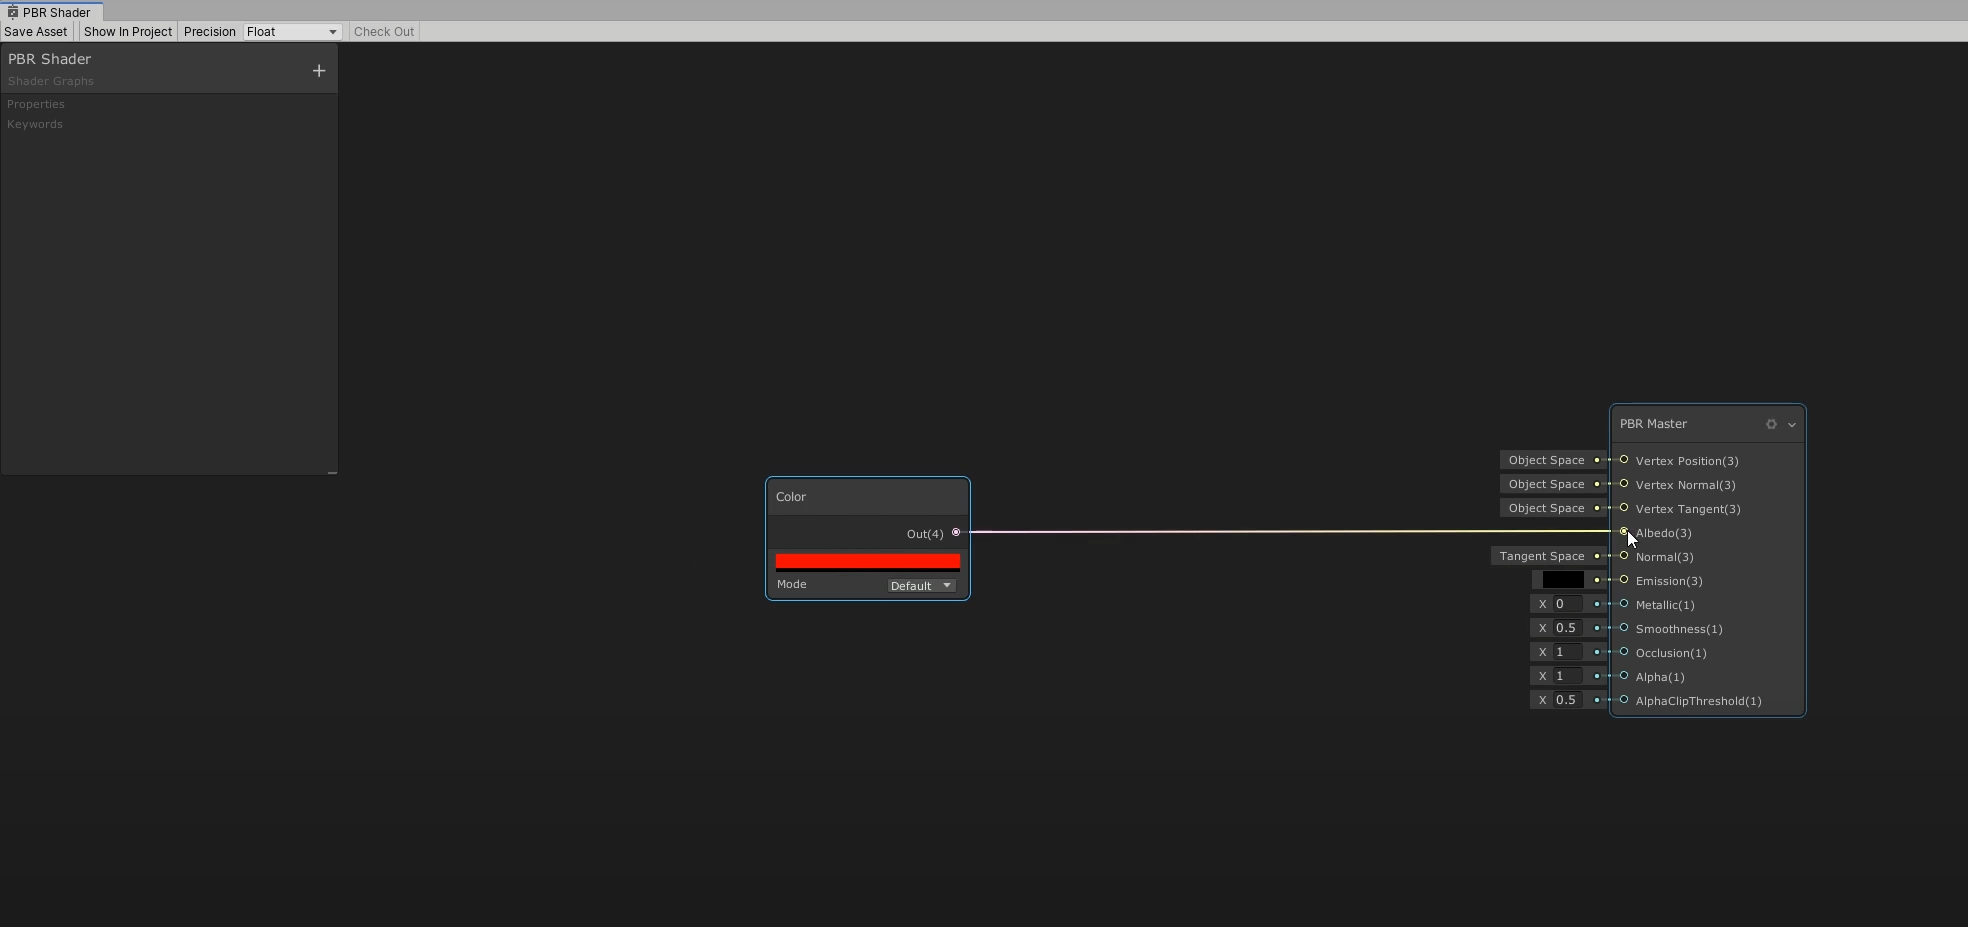 PBR Shader
Save Asset Show In Project Precision Float Check Out
PBR Shader
Shader Graphs
Properties
Keywords
Color
Out(4)
Mode Default
PBR Master
Object Space Vertex Position(3)
Object Space Vertex Normal(3)
Object Space Vertex Tangent(3)
Albedo(3)
Tangent Space Normal(3)
Emission(3)
X 0 Metallic(1)
X 0.5 Smoothness(1)
X 1 Occlusion(1)
X 1 Alpha(1)
X 0.5 AlphaClipThreshold(1)